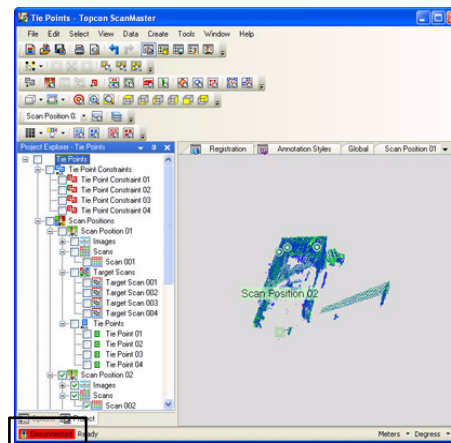 Tie Points - Topcon ScanMaster
File Edit Select View Data Create Tools Window Help
Scan Position 0:
Project Explorer - Tie Points
Registration Annotation Styles Global Scan Position 01
Tie Points
Tie Point Constraints
Tie Point Constraint 01
Tie Point Constraint 02
Tie Point Constraint 03
Tie Point Constraint 04
Scan Positions
Scan Position 01
Images
Scans
Scan 001
Target Scans
Target Scan 001
Target Scan 002
Target Scan 003
Target Scan 004
Tie Points
Tie Point 01
Tie Point 02
Tie Point 03
Tie Point 04
Scan Position 02
Images
Scans
Scan 002
Scan Position 02
Options Project
Disconnected Ready
Meters Degrees